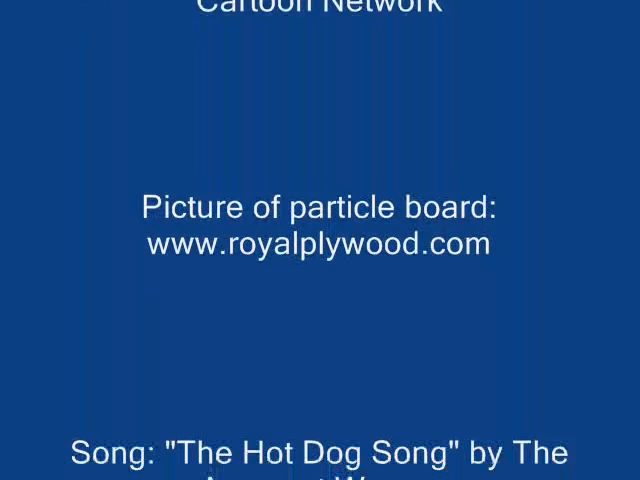 Cartoon Network
Picture of particle board:
www.royalplywood.com
Song: "The Hot Dog Song" by The